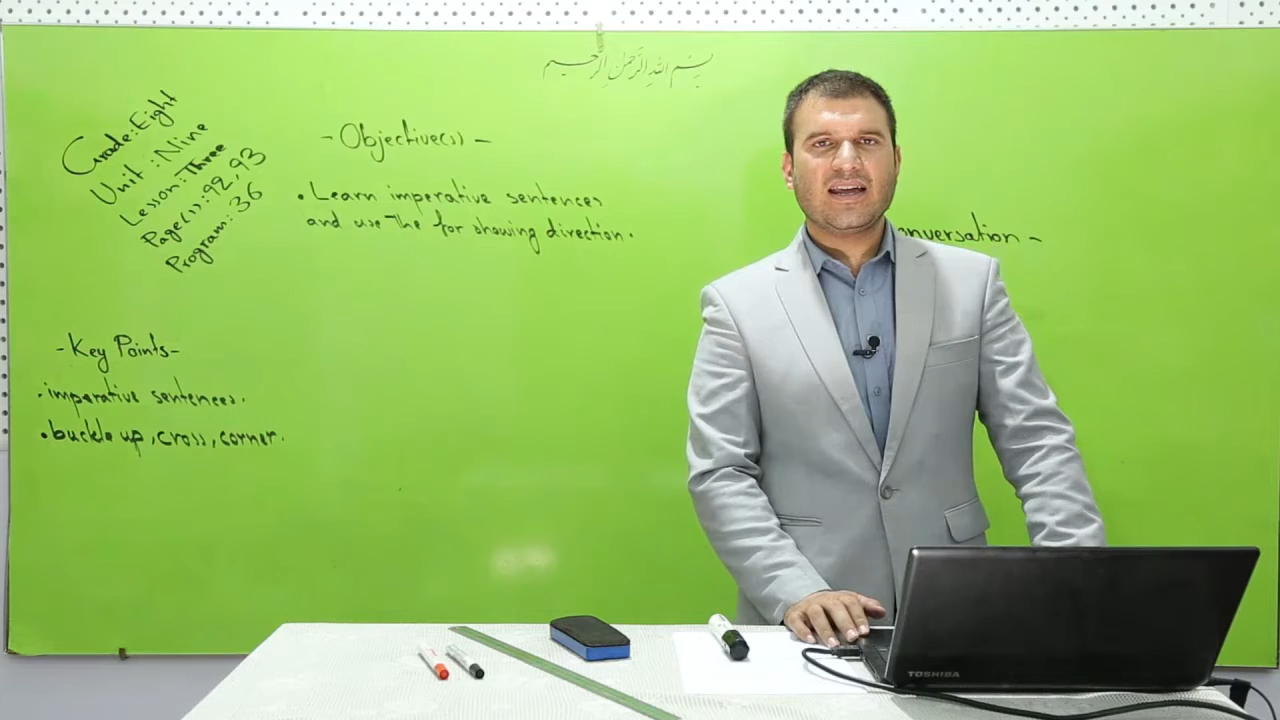 بسم الله الرحمن الرحیم
Grade: Eight
Unit: Nine
Lesson: Three
Page(s): 92, 93
Program: 36
- Objective(s) -
• Learn imperative sentences
and use the for showing direction.
onversation -
- Key Points -
• imperative sentences.
• buckle up, cross, corner.
TOSHIBA